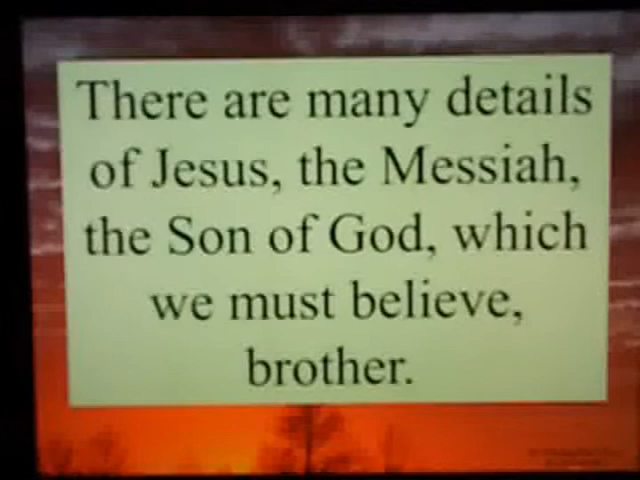 There are many details
of Jesus, the Messiah,
the Son of God, which
we must believe,
brother.